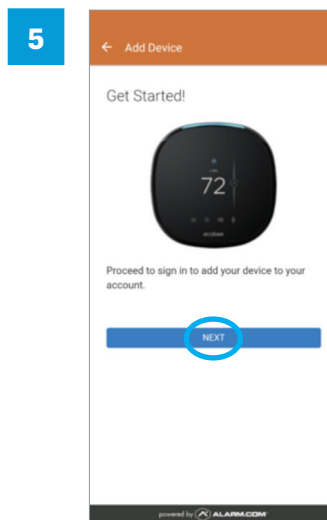 5
← Add Device
Get Started!
72
ecobee
Proceed to sign in to add your device to your
account.
NEXT
powered by ALARM.COM